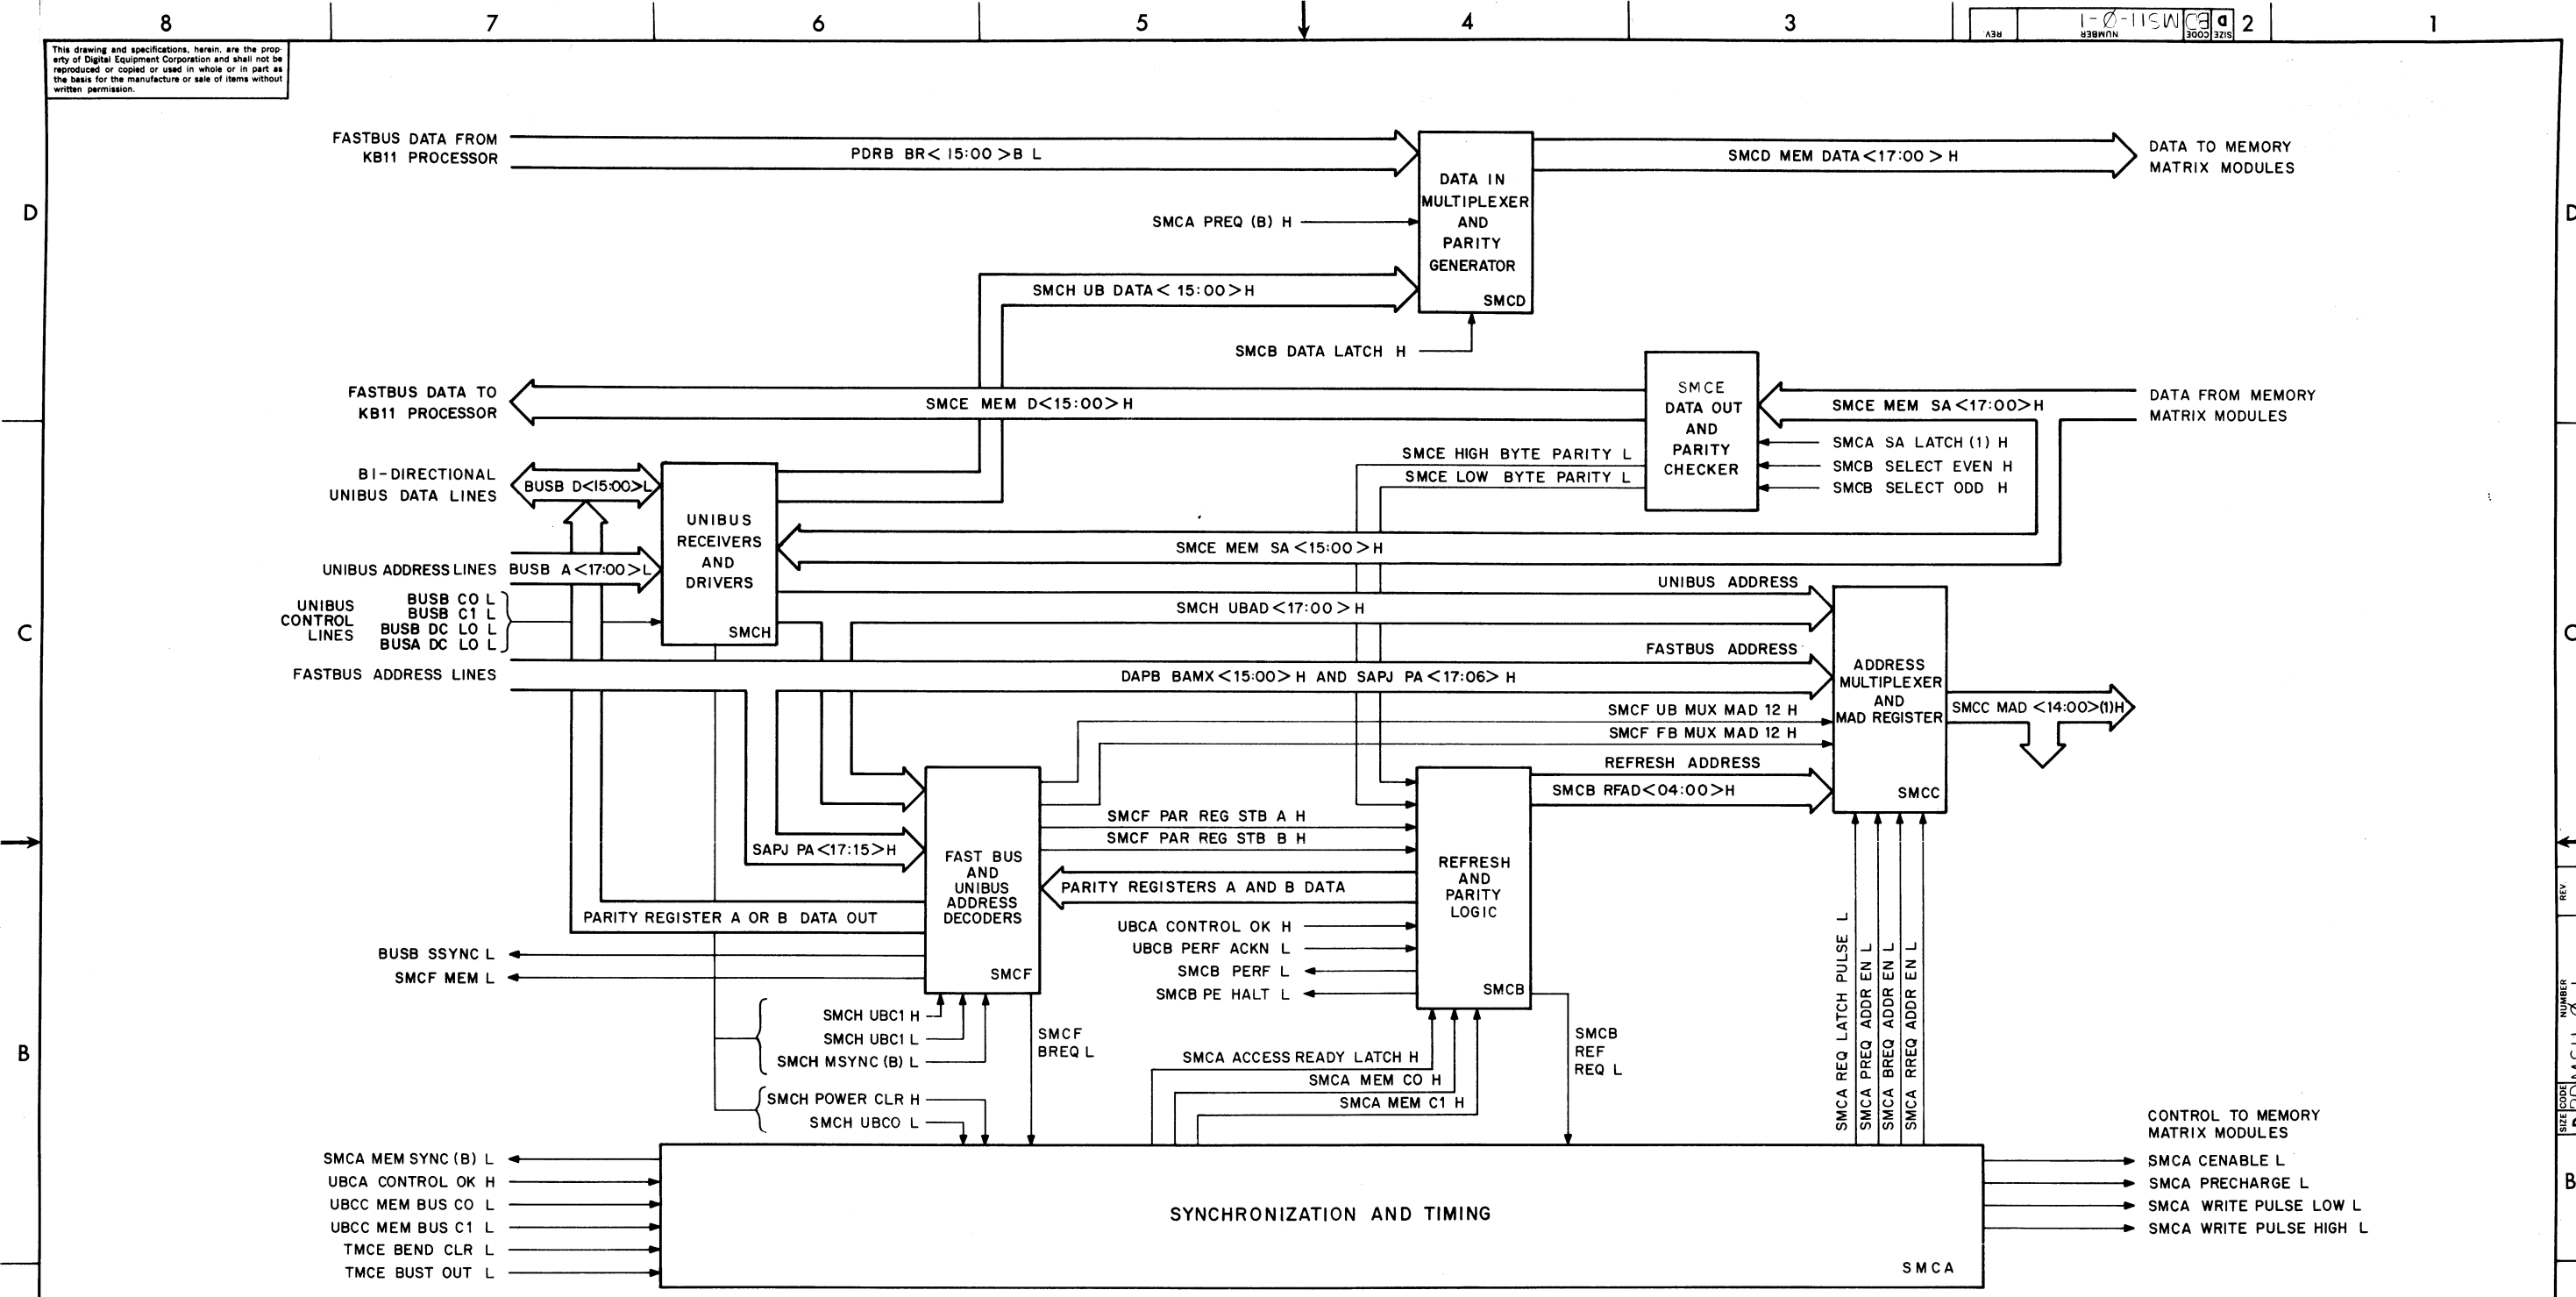 8 7 6 5 4 3 2 1
D BD MS11-0-1
SIZE CODE NUMBER REV.
This drawing and specifications, herein, are the prop-
erty of Digital Equipment Corporation and shall not be
reproduced or copied or used in whole or in part as
the basis for the manufacture or sale of items without
written permission.
FASTBUS DATA FROM
KB11 PROCESSOR
PDRB BR<15:00>B L
SMCD MEM DATA<17:00> H
DATA TO MEMORY
MATRIX MODULES
DATA IN
MULTIPLEXER
AND
PARITY
GENERATOR
SMCD
D
D
SMCA PREQ (B) H
SMCH UB DATA<15:00>H
SMCB DATA LATCH H
FASTBUS DATA TO
KB11 PROCESSOR
SMCE MEM D<15:00>H
SMCE
DATA OUT
AND
PARITY
CHECKER
SMCE MEM SA<17:00>H
DATA FROM MEMORY
MATRIX MODULES
SMCA SA LATCH (1) H
SMCB SELECT EVEN H
SMCB SELECT ODD H
SMCE HIGH BYTE PARITY L
SMCE LOW BYTE PARITY L
BI-DIRECTIONAL
UNIBUS DATA LINES
BUSB D<15:00>L
UNIBUS
RECEIVERS
AND
DRIVERS
SMCH
SMCE MEM SA<15:00>H
UNIBUS ADDRESS LINES
BUSB A<17:00>L
UNIBUS
CONTROL
LINES
BUSB CO L
BUSB C1 L
BUSB DC LO L
BUSA DC LO L
C
C
UNIBUS ADDRESS
SMCH UBAD<17:00>H
FASTBUS ADDRESS
FASTBUS ADDRESS LINES
DAPB BAMX<15:00>H AND SAPJ PA<17:06> H
ADDRESS
MULTIPLEXER
AND
MAD REGISTER
SMCC
SMCC MAD <14:00>(1)H
SMCF UB MUX MAD 12 H
SMCF FB MUX MAD 12 H
REFRESH ADDRESS
SMCB RFAD<04:00>H
SMCF PAR REG STB A H
SMCF PAR REG STB B H
SAPJ PA<17:15>H
FAST BUS
AND
UNIBUS
ADDRESS
DECODERS
SMCF
REFRESH
AND
PARITY
LOGIC
SMCB
PARITY REGISTERS A AND B DATA
PARITY REGISTER A OR B DATA OUT
UBCA CONTROL OK H
UBCB PERF ACKN L
SMCB PERF L
SMCB PE HALT L
BUSB SSYNC L
SMCF MEM L
SMCH UBC1 H
SMCH UBC1 L
SMCH MSYNC (B) L
SMCH POWER CLR H
SMCH UBCO L
SMCF
BREQ L
SMCA ACCESS READY LATCH H
SMCA MEM CO H
SMCA MEM C1 H
SMCB
REF
REQ L
SMCA REQ LATCH PULSE L
SMCA PREQ ADDR EN L
SMCA BREQ ADDR EN L
SMCA RREQ ADDR EN L
REV.
NUMBER
SIZE CODE
B
B
SMCA MEM SYNC (B) L
UBCA CONTROL OK H
UBCC MEM BUS CO L
UBCC MEM BUS C1 L
TMCE BEND CLR L
TMCE BUST OUT L
SYNCHRONIZATION AND TIMING
SMCA
CONTROL TO MEMORY
MATRIX MODULES
SMCA CENABLE L
SMCA PRECHARGE L
SMCA WRITE PULSE LOW L
SMCA WRITE PULSE HIGH L